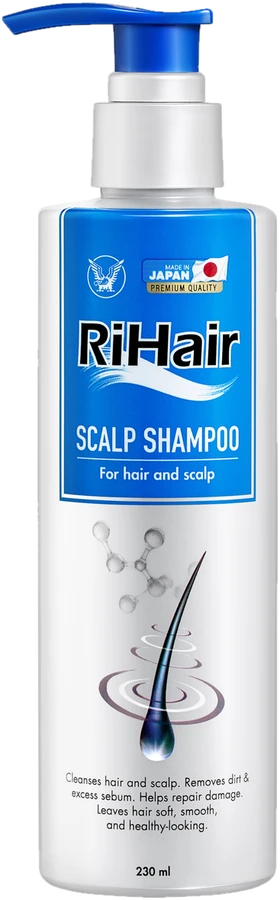 MADE IN
JAPAN
PREMIUM QUALITY
RiHair
SCALP SHAMPOO
For hair and scalp
Cleanses hair and scalp. Removes dirt &
excess sebum. Helps repair damage.
Leaves hair soft, smooth,
and healthy-looking.
230 ml